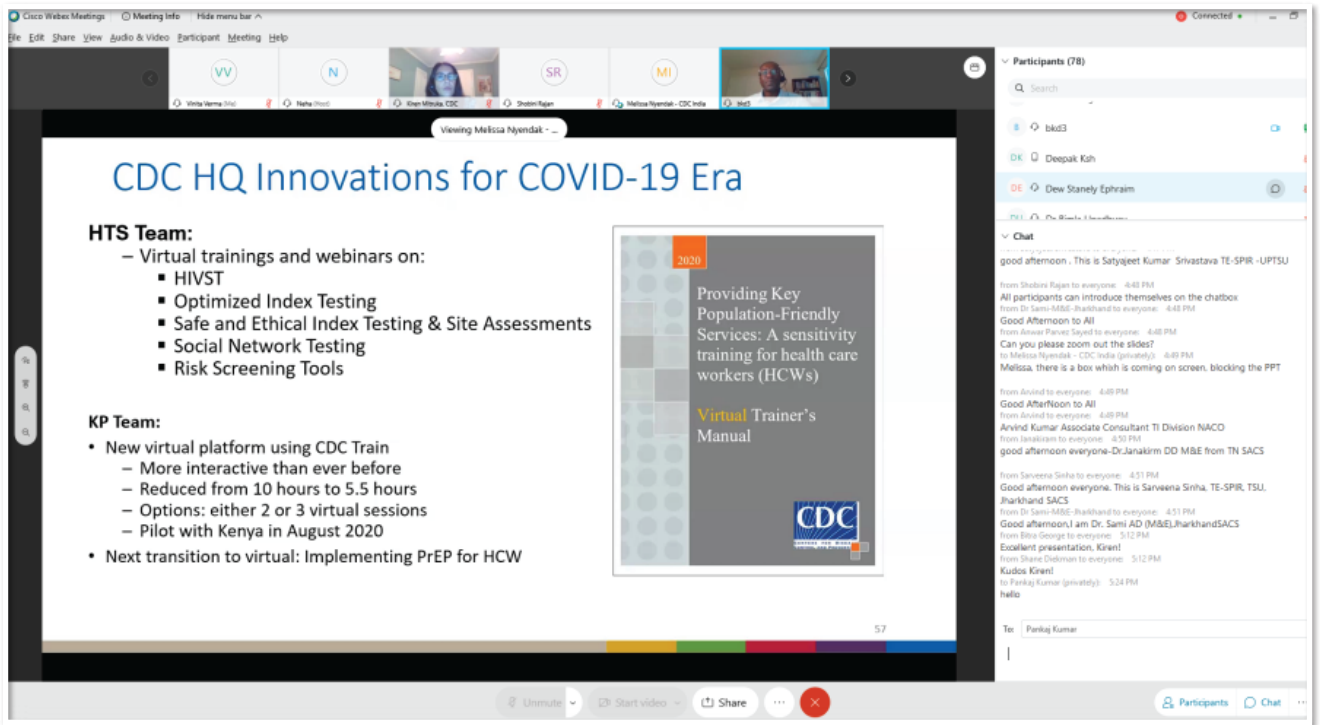 Cisco Webex Meetings Meeting Info Hide menu bar
File Edit Share View Audio & Video Participant Meeting Help
Connected
VV
N
SR
MI
Vinita Verma (Me)
Neha (Host)
Kiren Mitruka, CDC
Shobini Rajan
Melissa Nyendak - CDC India
bkd3
Viewing Melissa Nyendak - ...
CDC HQ Innovations for COVID-19 Era
HTS Team:
– Virtual trainings and webinars on:
▪ HIVST
▪ Optimized Index Testing
▪ Safe and Ethical Index Testing & Site Assessments
▪ Social Network Testing
▪ Risk Screening Tools
KP Team:
• New virtual platform using CDC Train
– More interactive than ever before
– Reduced from 10 hours to 5.5 hours
– Options: either 2 or 3 virtual sessions
– Pilot with Kenya in August 2020
• Next transition to virtual: Implementing PrEP for HCW
2020
Providing Key
Population-Friendly
Services: A sensitivity
training for health care
workers (HCWs)
Virtual Trainer's
Manual
CDC
57
Participants (78)
Search
B bkd3
DK Deepak Ksh
DE Dew Stanely Ephraim
Chat
good afternoon . This is Satyajeet Kumar Srivastava TE-SPIR -UPTSU
from Shobini Rajan to everyone: 4:48 PM
All participants can introduce themselves on the chatbox
from Dr Sami-M&E-Jharkhand to everyone: 4:48 PM
Good Afternoon to All
from Anwar Parvez Sayed to everyone: 4:48 PM
Can you please zoom out the slides?
to Melissa Nyendak - CDC India (privately): 4:49 PM
Melissa, there is a box whixh is coming on screen, blocking the PPT
from Arvind to everyone: 4:49 PM
Good AfterNoon to All
from Arvind to everyone: 4:49 PM
Arvind Kumar Associate Consultant TI Division NACO
from Janakiram to everyone: 4:50 PM
good afternoon everyone-Dr.Janakirm DD M&E from TN SACS
from Sarveena Sinha to everyone: 4:51 PM
Good afternoon everyone. This is Sarveena Sinha, TE-SPIR, TSU,
Jharkhand SACS
from Dr Sami-M&E-Jharkhand to everyone: 4:51 PM
Good afternoon,I am Dr. Sami AD (M&E),JharkhandSACS
from Bitra George to everyone: 5:12 PM
Excellent presentation, Kiren!
from Shane Diekman to everyone: 5:12 PM
Kudos Kiren!
to Pankaj Kumar (privately): 5:24 PM
hello
To: Pankaj Kumar
Unmute Start video Share
Participants Chat